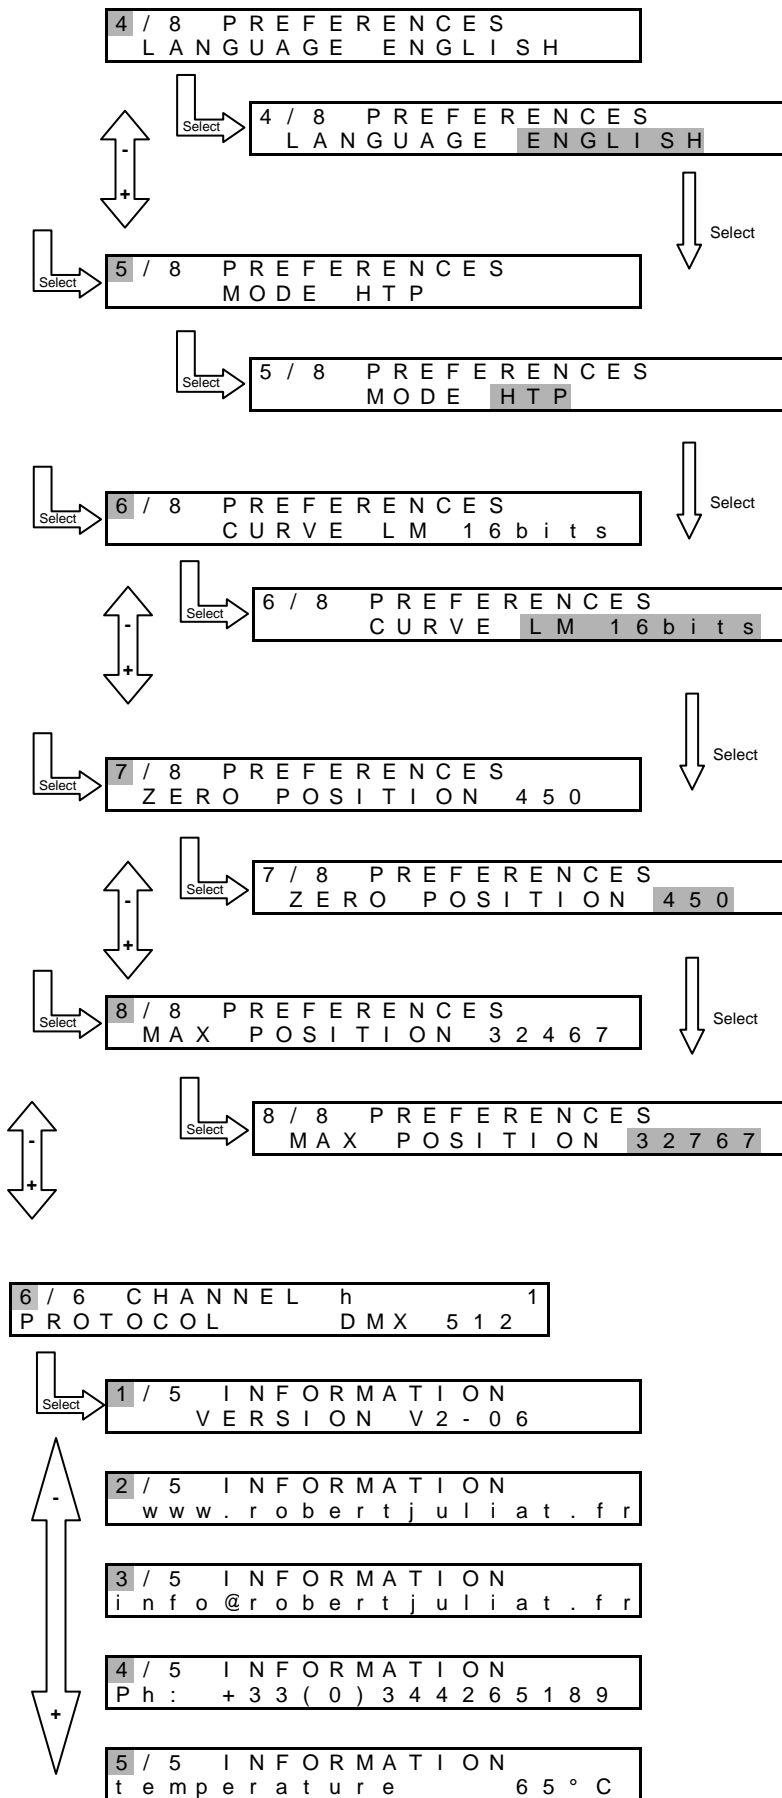 4/8 PREFERENCES
LANGUAGE ENGLISH
Select
4/8 PREFERENCES
LANGUAGE ENGLISH
-
+
Select
Select
5/8 PREFERENCES
MODE HTP
Select
5/8 PREFERENCES
MODE HTP
Select
Select
6/8 PREFERENCES
CURVE LM 16bits
Select
6/8 PREFERENCES
CURVE LM 16bits
-
+
Select
Select
7/8 PREFERENCES
ZERO POSITION 450
Select
7/8 PREFERENCES
ZERO POSITION 450
-
+
Select
Select
8/8 PREFERENCES
MAX POSITION 32467
Select
8/8 PREFERENCES
MAX POSITION 32767
-
+
6/6 CHANNEL h 1
PROTOCOL DMX 512
Select
1/5 INFORMATION
VERSION V2-06
-
2/5 INFORMATION
www.robertjuliat.fr
3/5 INFORMATION
info@robertjuliat.fr
4/5 INFORMATION
Ph: +33(0)344265189
+
5/5 INFORMATION
temperature 65°C